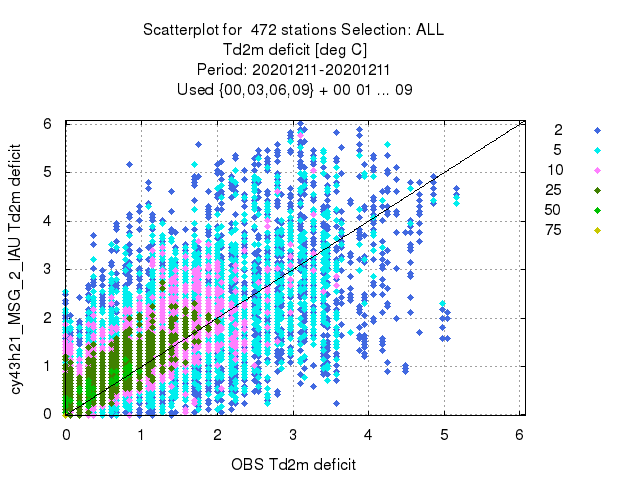 Scatterplot for  472 stations Selection: ALL
Td2m deficit [deg C]
Period: 20201211-20201211
Used {00,03,06,09} + 00 01 ... 09
cy43h21_MSG_2_IAU Td2m deficit
6
5
4
3
2
1
0
0 1 2 3 4 5 6
OBS Td2m deficit
2
5
10
25
50
75